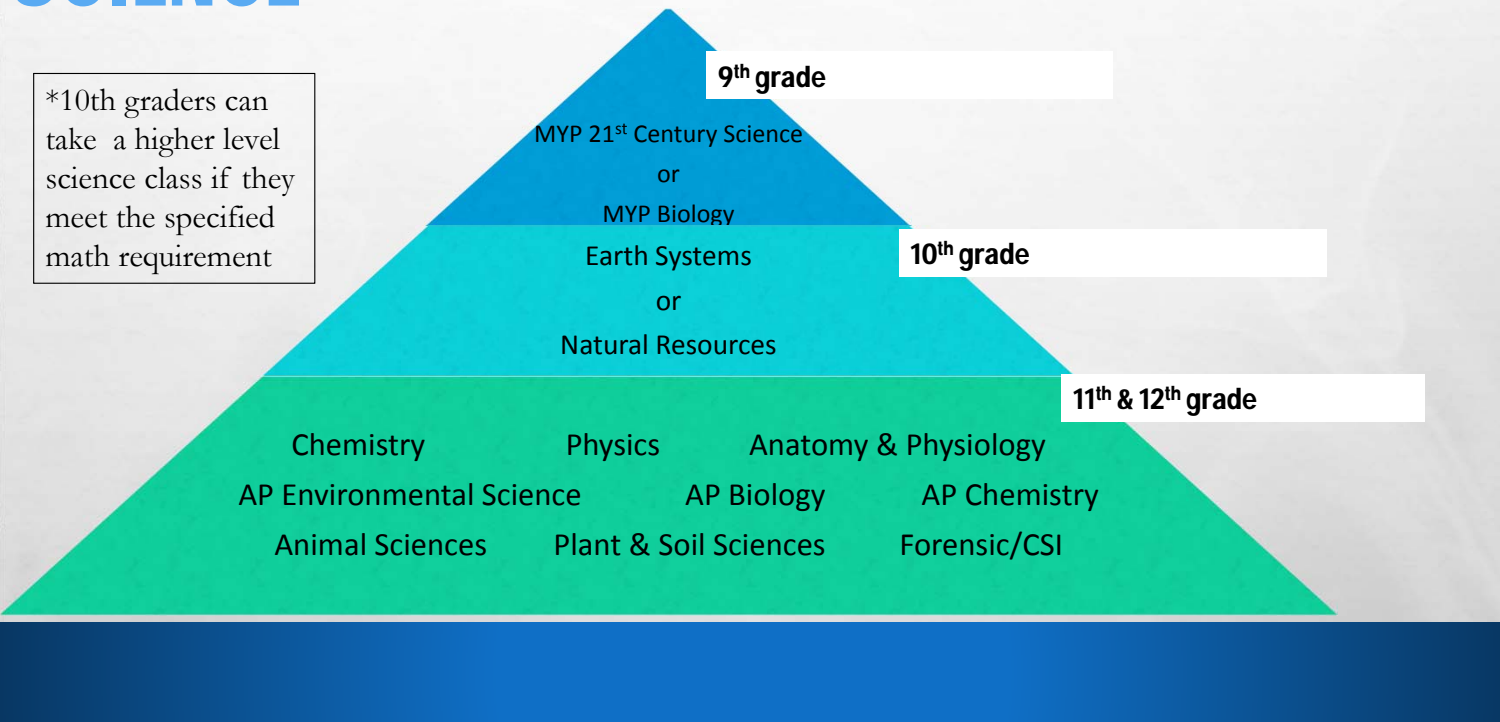 SCIENCE
*10th graders can
take a higher level
science class if they
meet the specified
math requirement
9th grade
MYP 21st Century Science
or
MYP Biology
10th grade
Earth Systems
or
Natural Resources
11th & 12th grade
Chemistry Physics Anatomy & Physiology
AP Environmental Science AP Biology AP Chemistry
Animal Sciences Plant & Soil Sciences Forensic/CSI